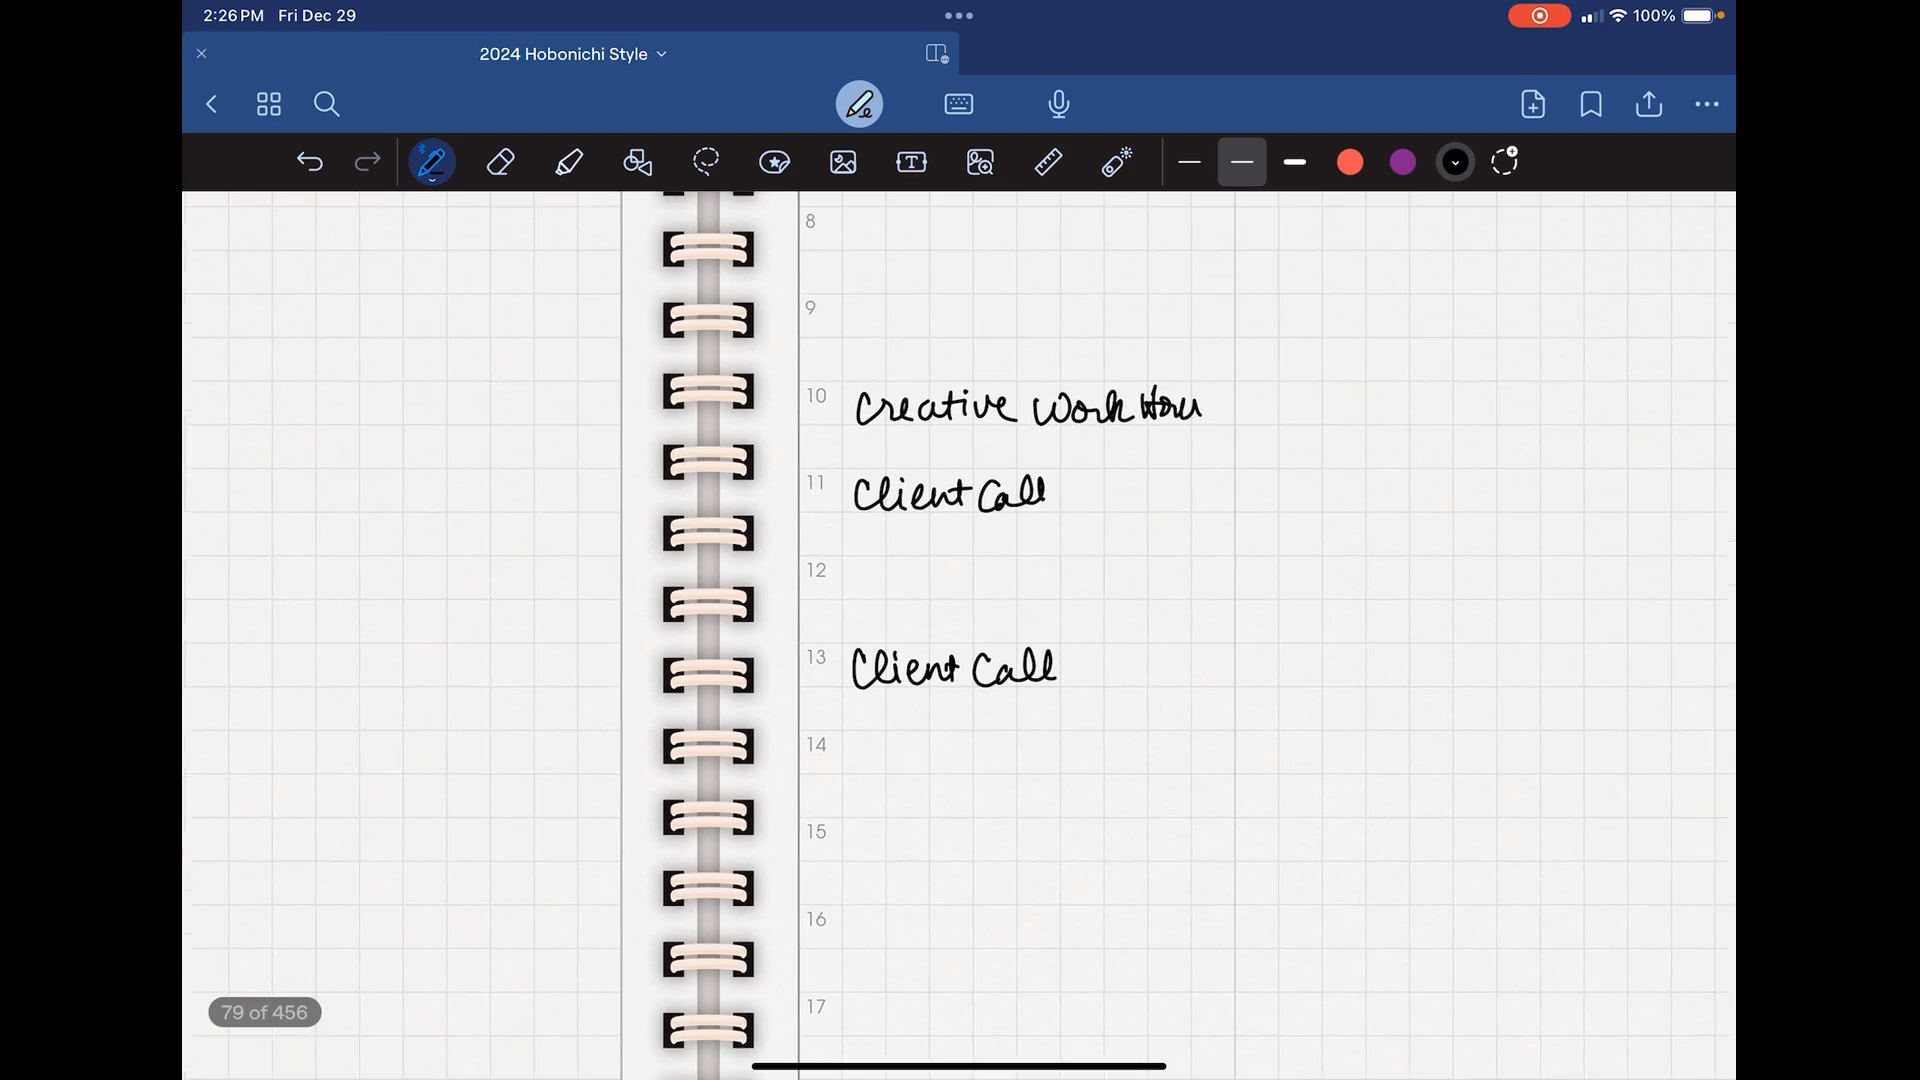 2:26 PM Fri Dec 29
100%
2024 Hobonichi Style
8
9
10 Creative Work Hour
11 Client Call
12
13 Client Call
14
15
16
17
79 of 456